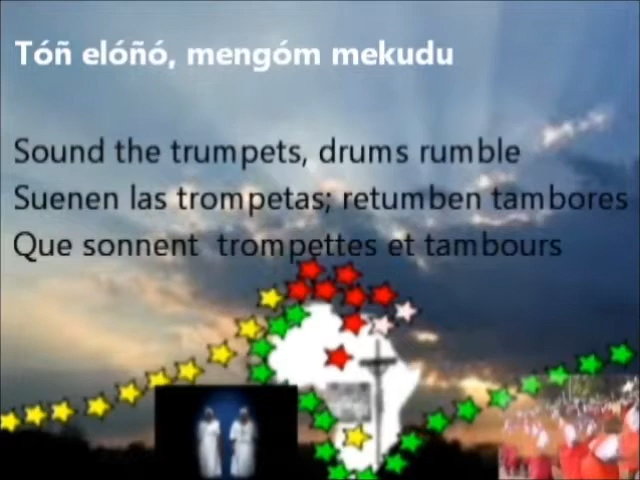 Tóñ elóñó, mengóm mekudu
Sound the trumpets, drums rumble
Suenen las trompetas; retumben tambores
Que sonnent trompettes et tambours